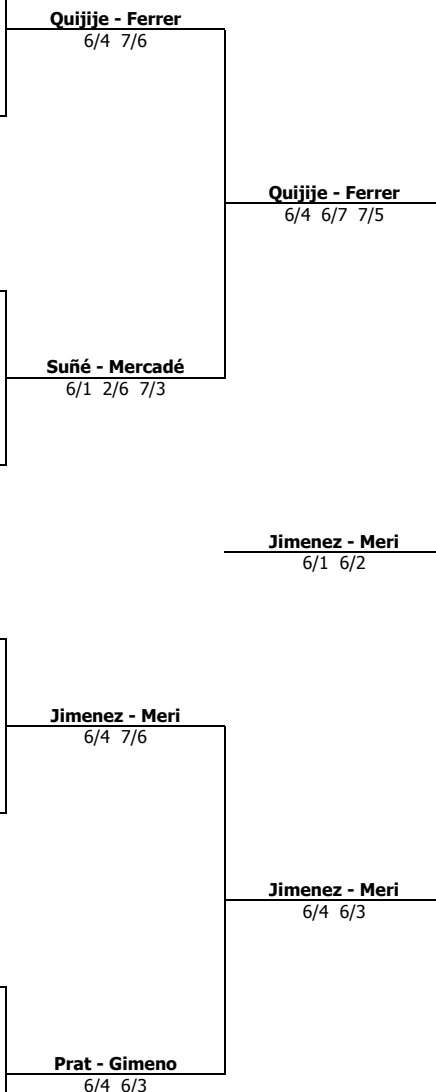 Quijije - Ferrer
6/4 7/6
Quijije - Ferrer
6/4 6/7 7/5
Suñé - Mercadé
6/1 2/6 7/3
Jimenez - Meri
6/1 6/2
Jimenez - Meri
6/4 7/6
Jimenez - Meri
6/4 6/3
Prat - Gimeno
6/4 6/3